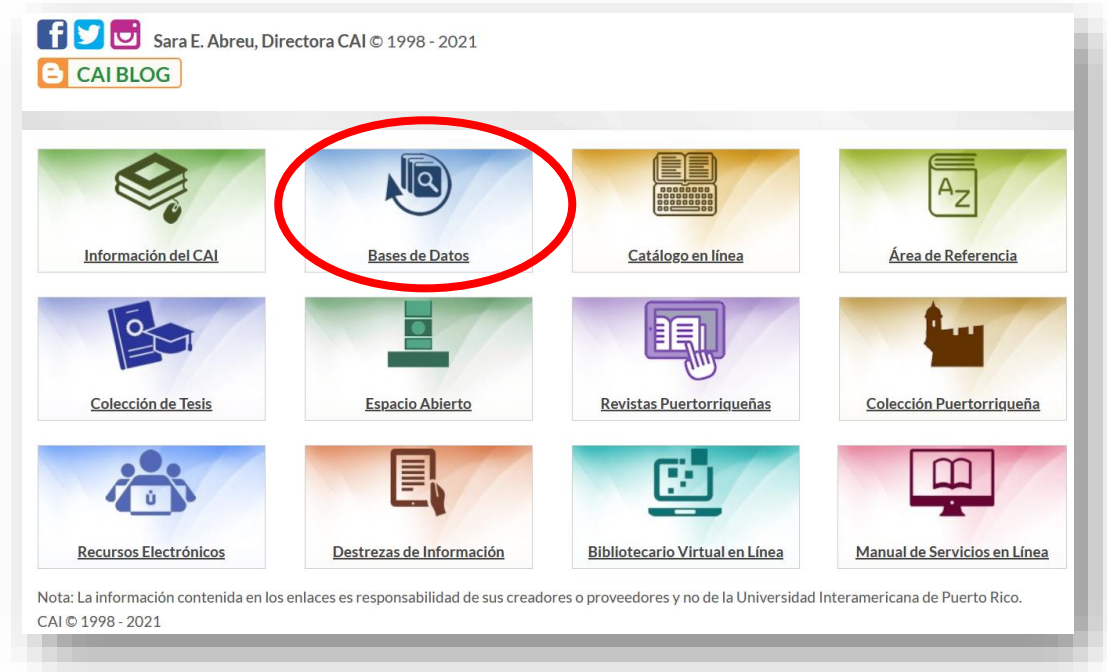 Sara E. Abreu, Directora CAI © 1998 - 2021
CAI BLOG
Información del CAI
Bases de Datos
Catálogo en línea
AZ
Área de Referencia
Colección de Tesis
Espacio Abierto
Revistas Puertorriqueñas
Colección Puertorriqueña
Recursos Electrónicos
Destrezas de Información
Bibliotecario Virtual en Línea
Manual de Servicios en Línea
Nota: La información contenida en los enlaces es responsabilidad de sus creadores o proveedores y no de la Universidad Interamericana de Puerto Rico.
CAI © 1998 - 2021